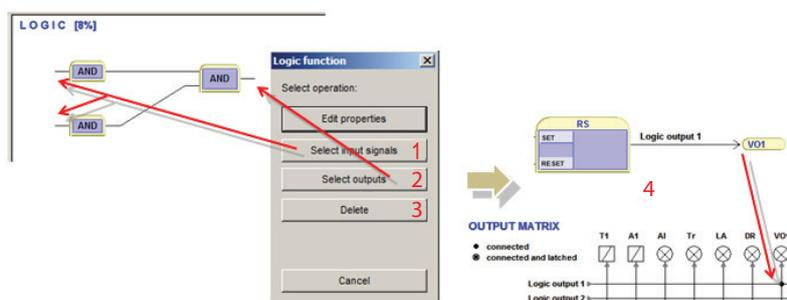 LOGIC [8%]
AND
AND
AND
Logic function
Select operation:
Edit properties
Select input signals 1
Select outputs 2
Delete 3
Cancel
RS
SET
RESET
Logic output 1
VO1
4
OUTPUT MATRIX
connected
connected and latched
T1 A1 Al Tr LA DR VO1
Logic output 1
Logic output 2